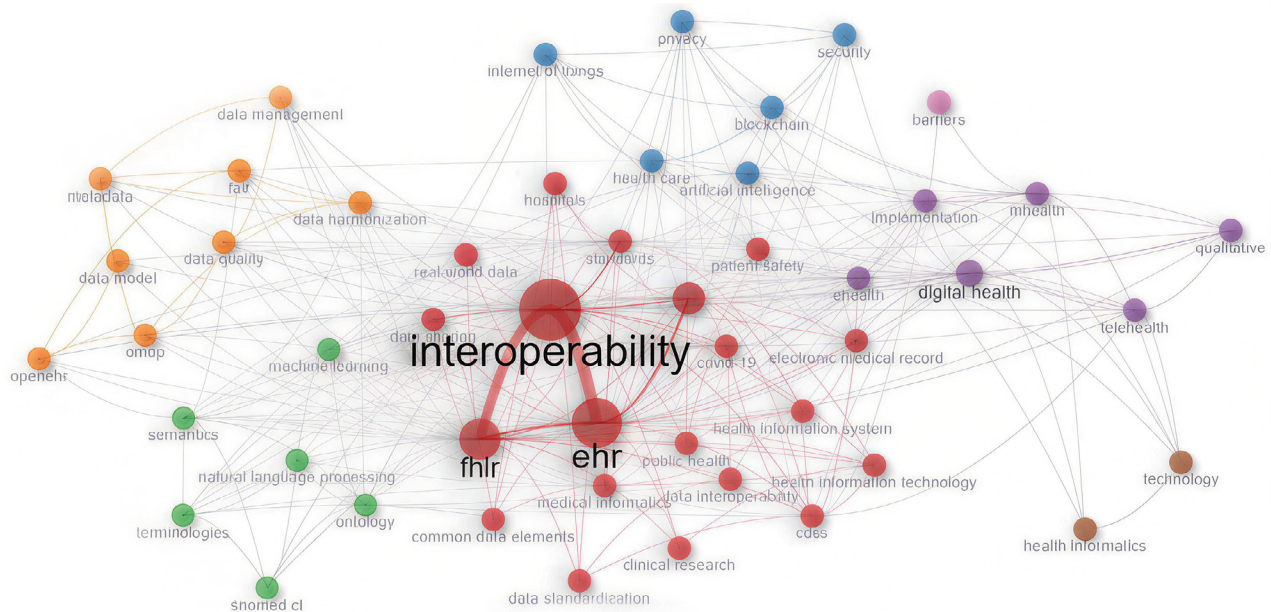 privacy
security
internet of things
data management
barriers
blockchain
health care
artificial intelligence
fair
metadata
hospitals
data harmonization
implementation
mhealth
qualitative
data quality
standards
real world data
patient safety
data model
ehealth
digital health
telehealth
data sharing
omop
interoperability
covid-19
electronic medical record
openehr
machine learning
semantics
health information system
natural language processing
fhlr
ehr
public health
health information technology
technology
medical informatics
data interoperability
terminologies
ontology
common data elements
cdss
health informatics
clinical research
snomed ct
data standardization